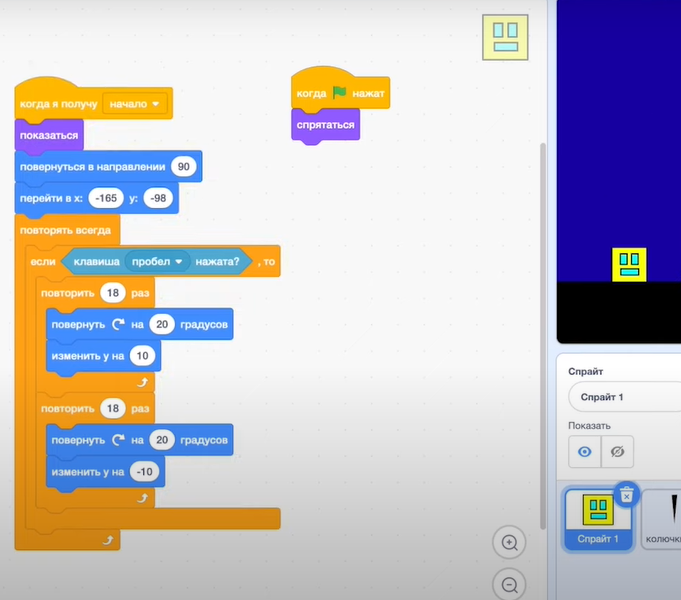 когда я получу начало
показаться
повернуться в направлении 90
перейти в x: -165 y: -98
повторять всегда
если клавиша пробел нажата? , то
повторить 18 раз
повернуть на 20 градусов
изменить y на 10
повторить 18 раз
повернуть на 20 градусов
изменить y на -10
когда нажат
спрятаться
Спрайт
Спрайт 1
Показать
Спрайт 1
колючк